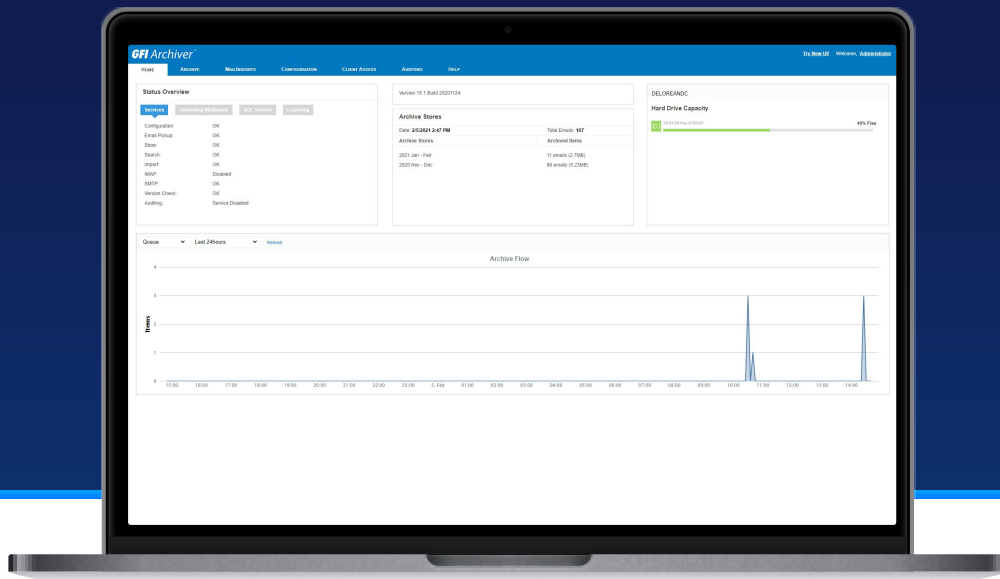 GFI Archiver
Try New UI! Welcome, Administrator
Home Archive MailInsights Configuration Client Access Auditing Help
Status Overview
Services Journaling Mailboxes SQL Servers Licensing
Configuration: OK
Email Pickup: OK
Store: OK
Search: OK
Import: OK
IMAP: Disabled
SMTP: OK
Version Check: OK
Auditing: Service Disabled
Version 15.1 Build 20201124
Archive Stores
Date: 2/5/2021 2:47 PM Total Emails: 107
Archive Stores Archived Items
2021 Jan - Feb 11 emails (2.7MB)
2020 Nov - Dec 96 emails (5.23MB)
DELOREANDC
Hard Drive Capacity
49% Free
Queue Last 24hours Refresh
Archive Flow
Items
4
3
2
1
0
15:00 16:00 17:00 18:00 19:00 20:00 21:00 22:00 23:00 5. Feb 01:00 02:00 03:00 04:00 05:00 06:00 07:00 08:00 09:00 10:00 11:00 12:00 13:00 14:00